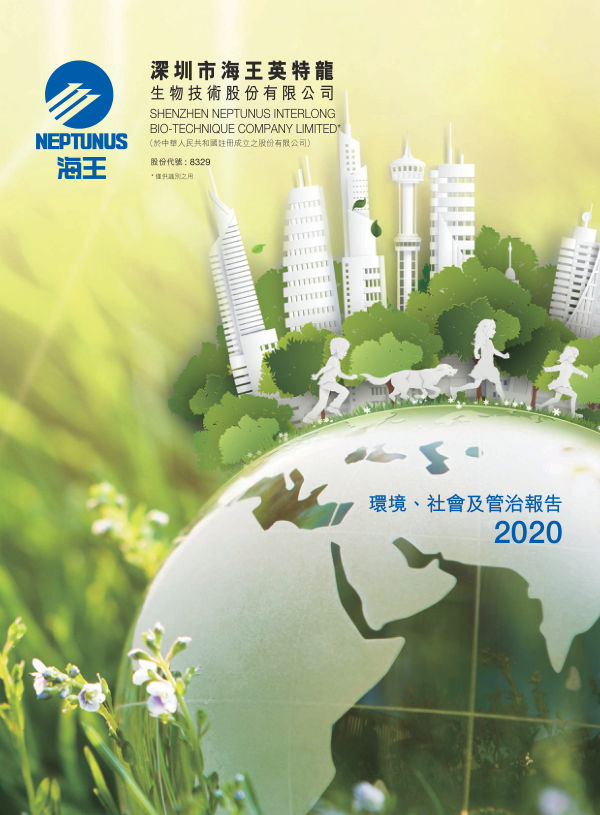 NEPTUNUS
海王
深圳市海王英特龍
生物技術股份有限公司
SHENZHEN NEPTUNUS INTERLONG
BIO-TECHNIQUE COMPANY LIMITED*
（於中華人民共和國註冊成立之股份有限公司）
股份代號 : 8329
* 僅供識別之用
環境、社會及管治報告
2020